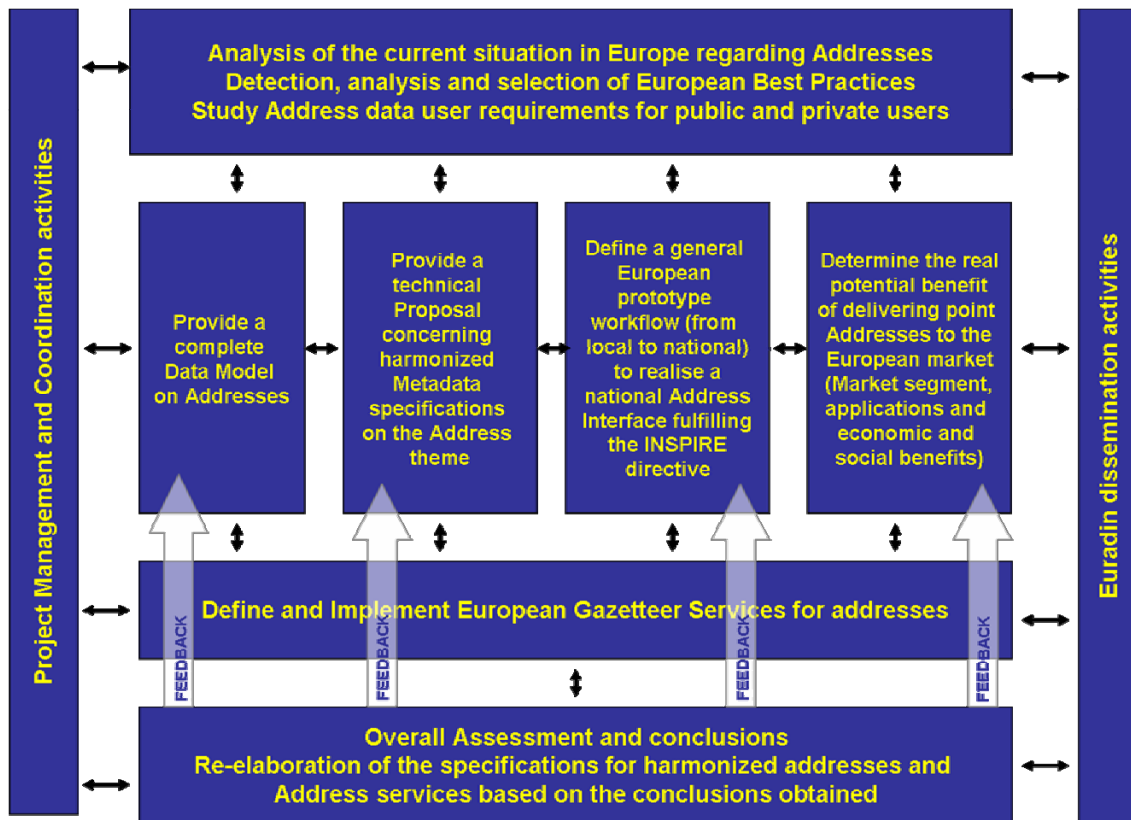 Project Management and Coordination activities
Analysis of the current situation in Europe regarding Addresses
Detection, analysis and selection of European Best Practices
Study Address data user requirements for public and private users
Provide a
complete
Data Model
on Addresses
Provide a
technical
Proposal
concerning
harmonized
Metadata
specifications
on the Address
theme
Define a general
European
prototype
workflow (from
local to national)
to realise a
national Address
Interface fulfilling
the INSPIRE
directive
Determine the real
potential benefit
of delivering point
Addresses to the
European market
(Market segment,
applications and
economic and
social benefits)
Define and Implement European Gazetteer Services for addresses
FEEDBACK
FEEDBACK
FEEDBACK
FEEDBACK
Overall Assessment and conclusions
Re-elaboration of the specifications for harmonized addresses and
Address services based on the conclusions obtained
Euradin dissemination activities